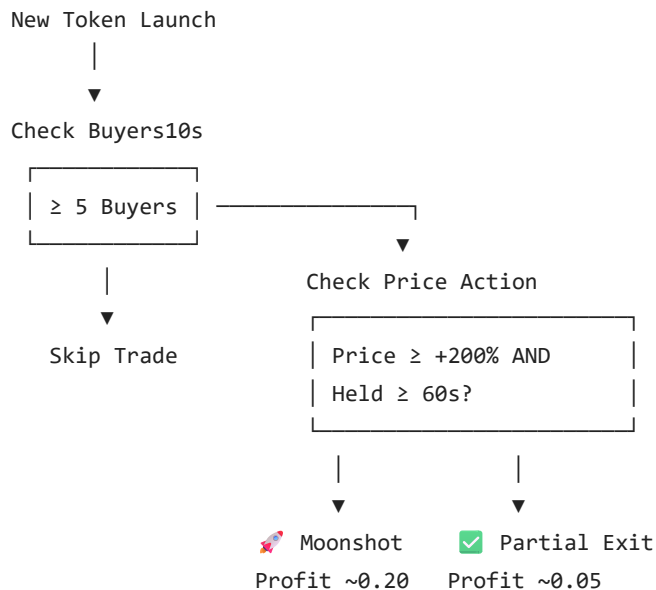 New Token Launch
Check Buyers10s
≥ 5 Buyers
Check Price Action
Skip Trade
Price ≥ +200% AND
Held ≥ 60s?
🚀 Moonshot
✅ Partial Exit
Profit ~0.20
Profit ~0.05